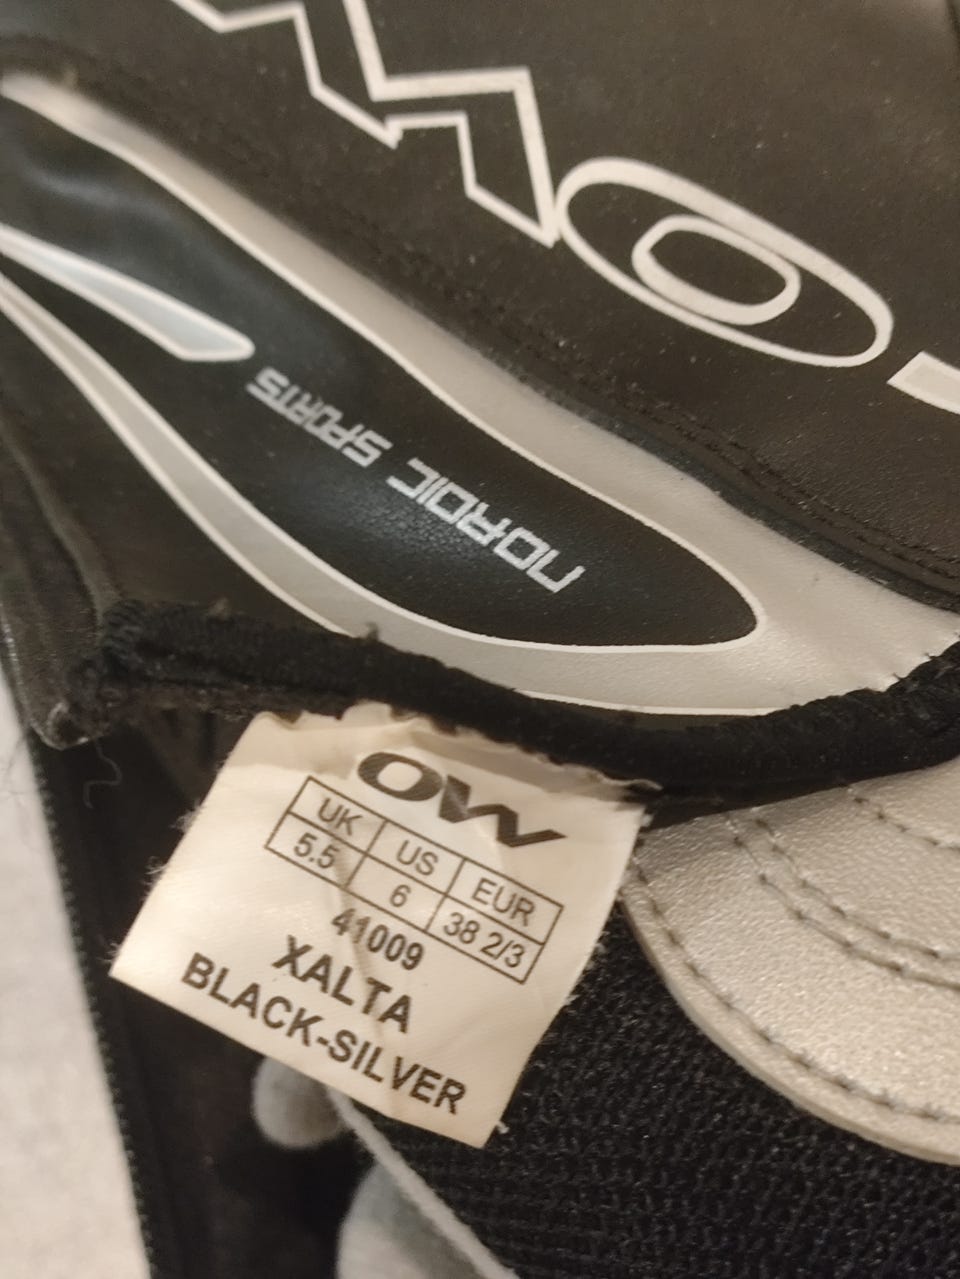 NORDIC SPORTS
OW
UK US EUR
5.5 6 38 2/3
41009
XALTA
BLACK-SILVER